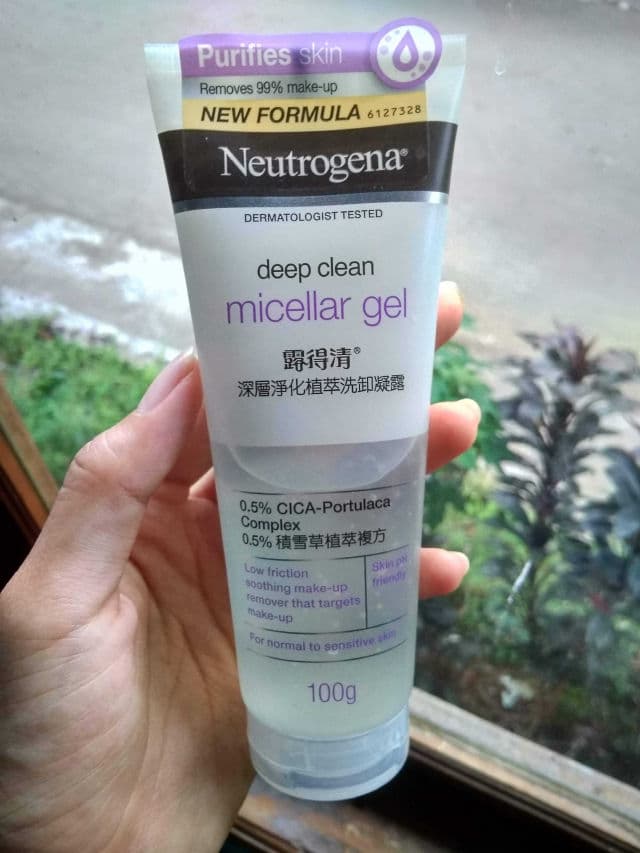 Purifies skin
Removes 99% make-up
NEW FORMULA 6127328
Neutrogena®
DERMATOLOGIST TESTED
deep clean
micellar gel
露得清®
深層淨化植萃洗卸凝露
0.5% CICA-Portulaca
Complex
0.5% 積雪草植萃複方
Low friction
soothing make-up
remover that targets
make-up
Skin pH
friendly
For normal to sensitive skin
100g